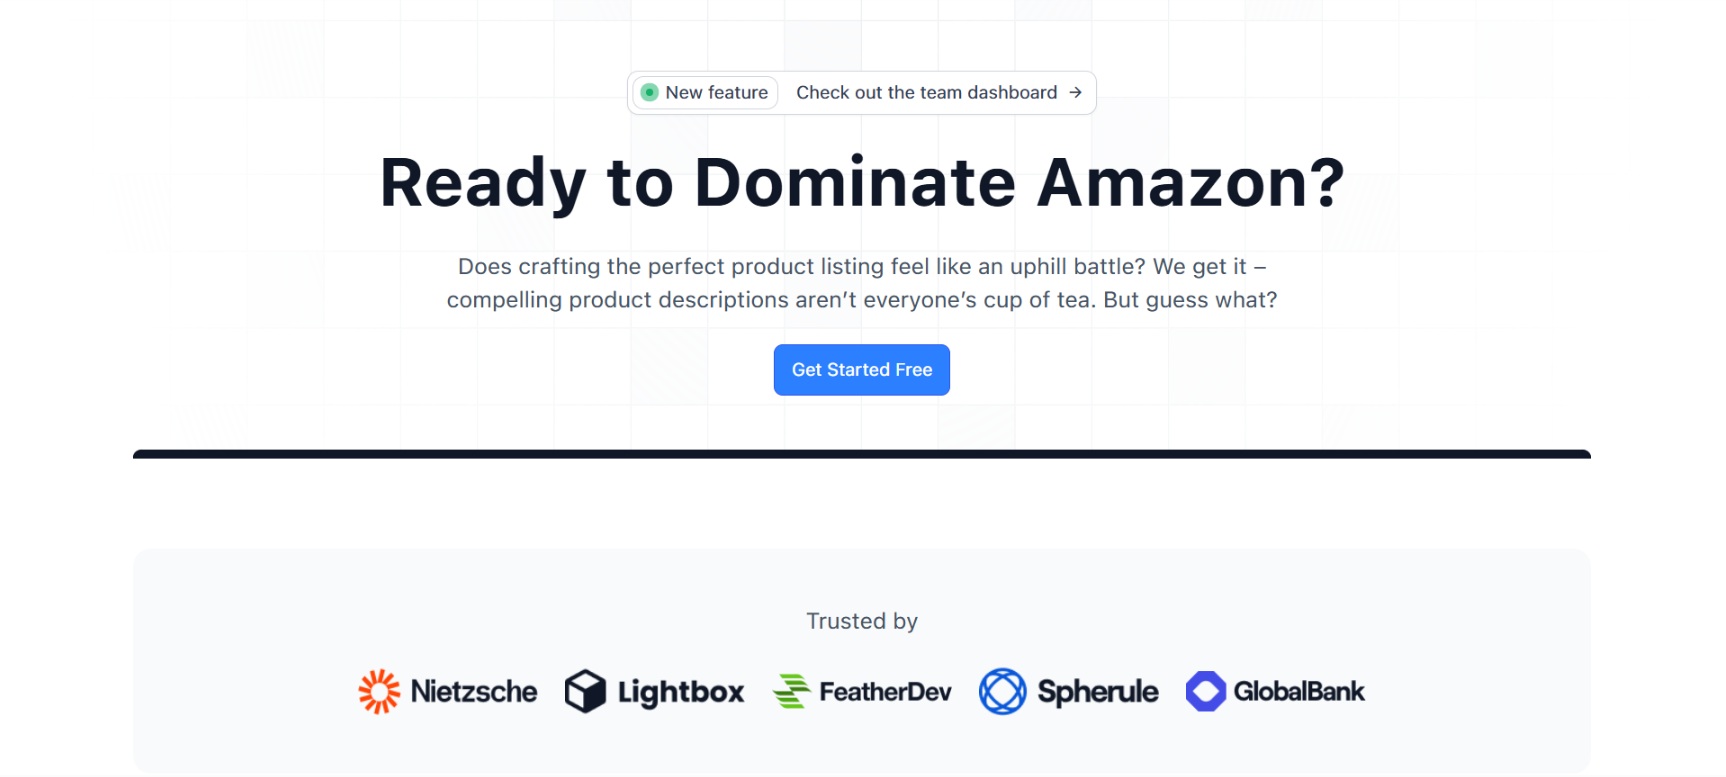 New feature Check out the team dashboard →
Ready to Dominate Amazon?
Does crafting the perfect product listing feel like an uphill battle? We get it –
compelling product descriptions aren’t everyone’s cup of tea. But guess what?
Get Started Free
Trusted by
Nietzsche Lightbox FeatherDev Spherule GlobalBank